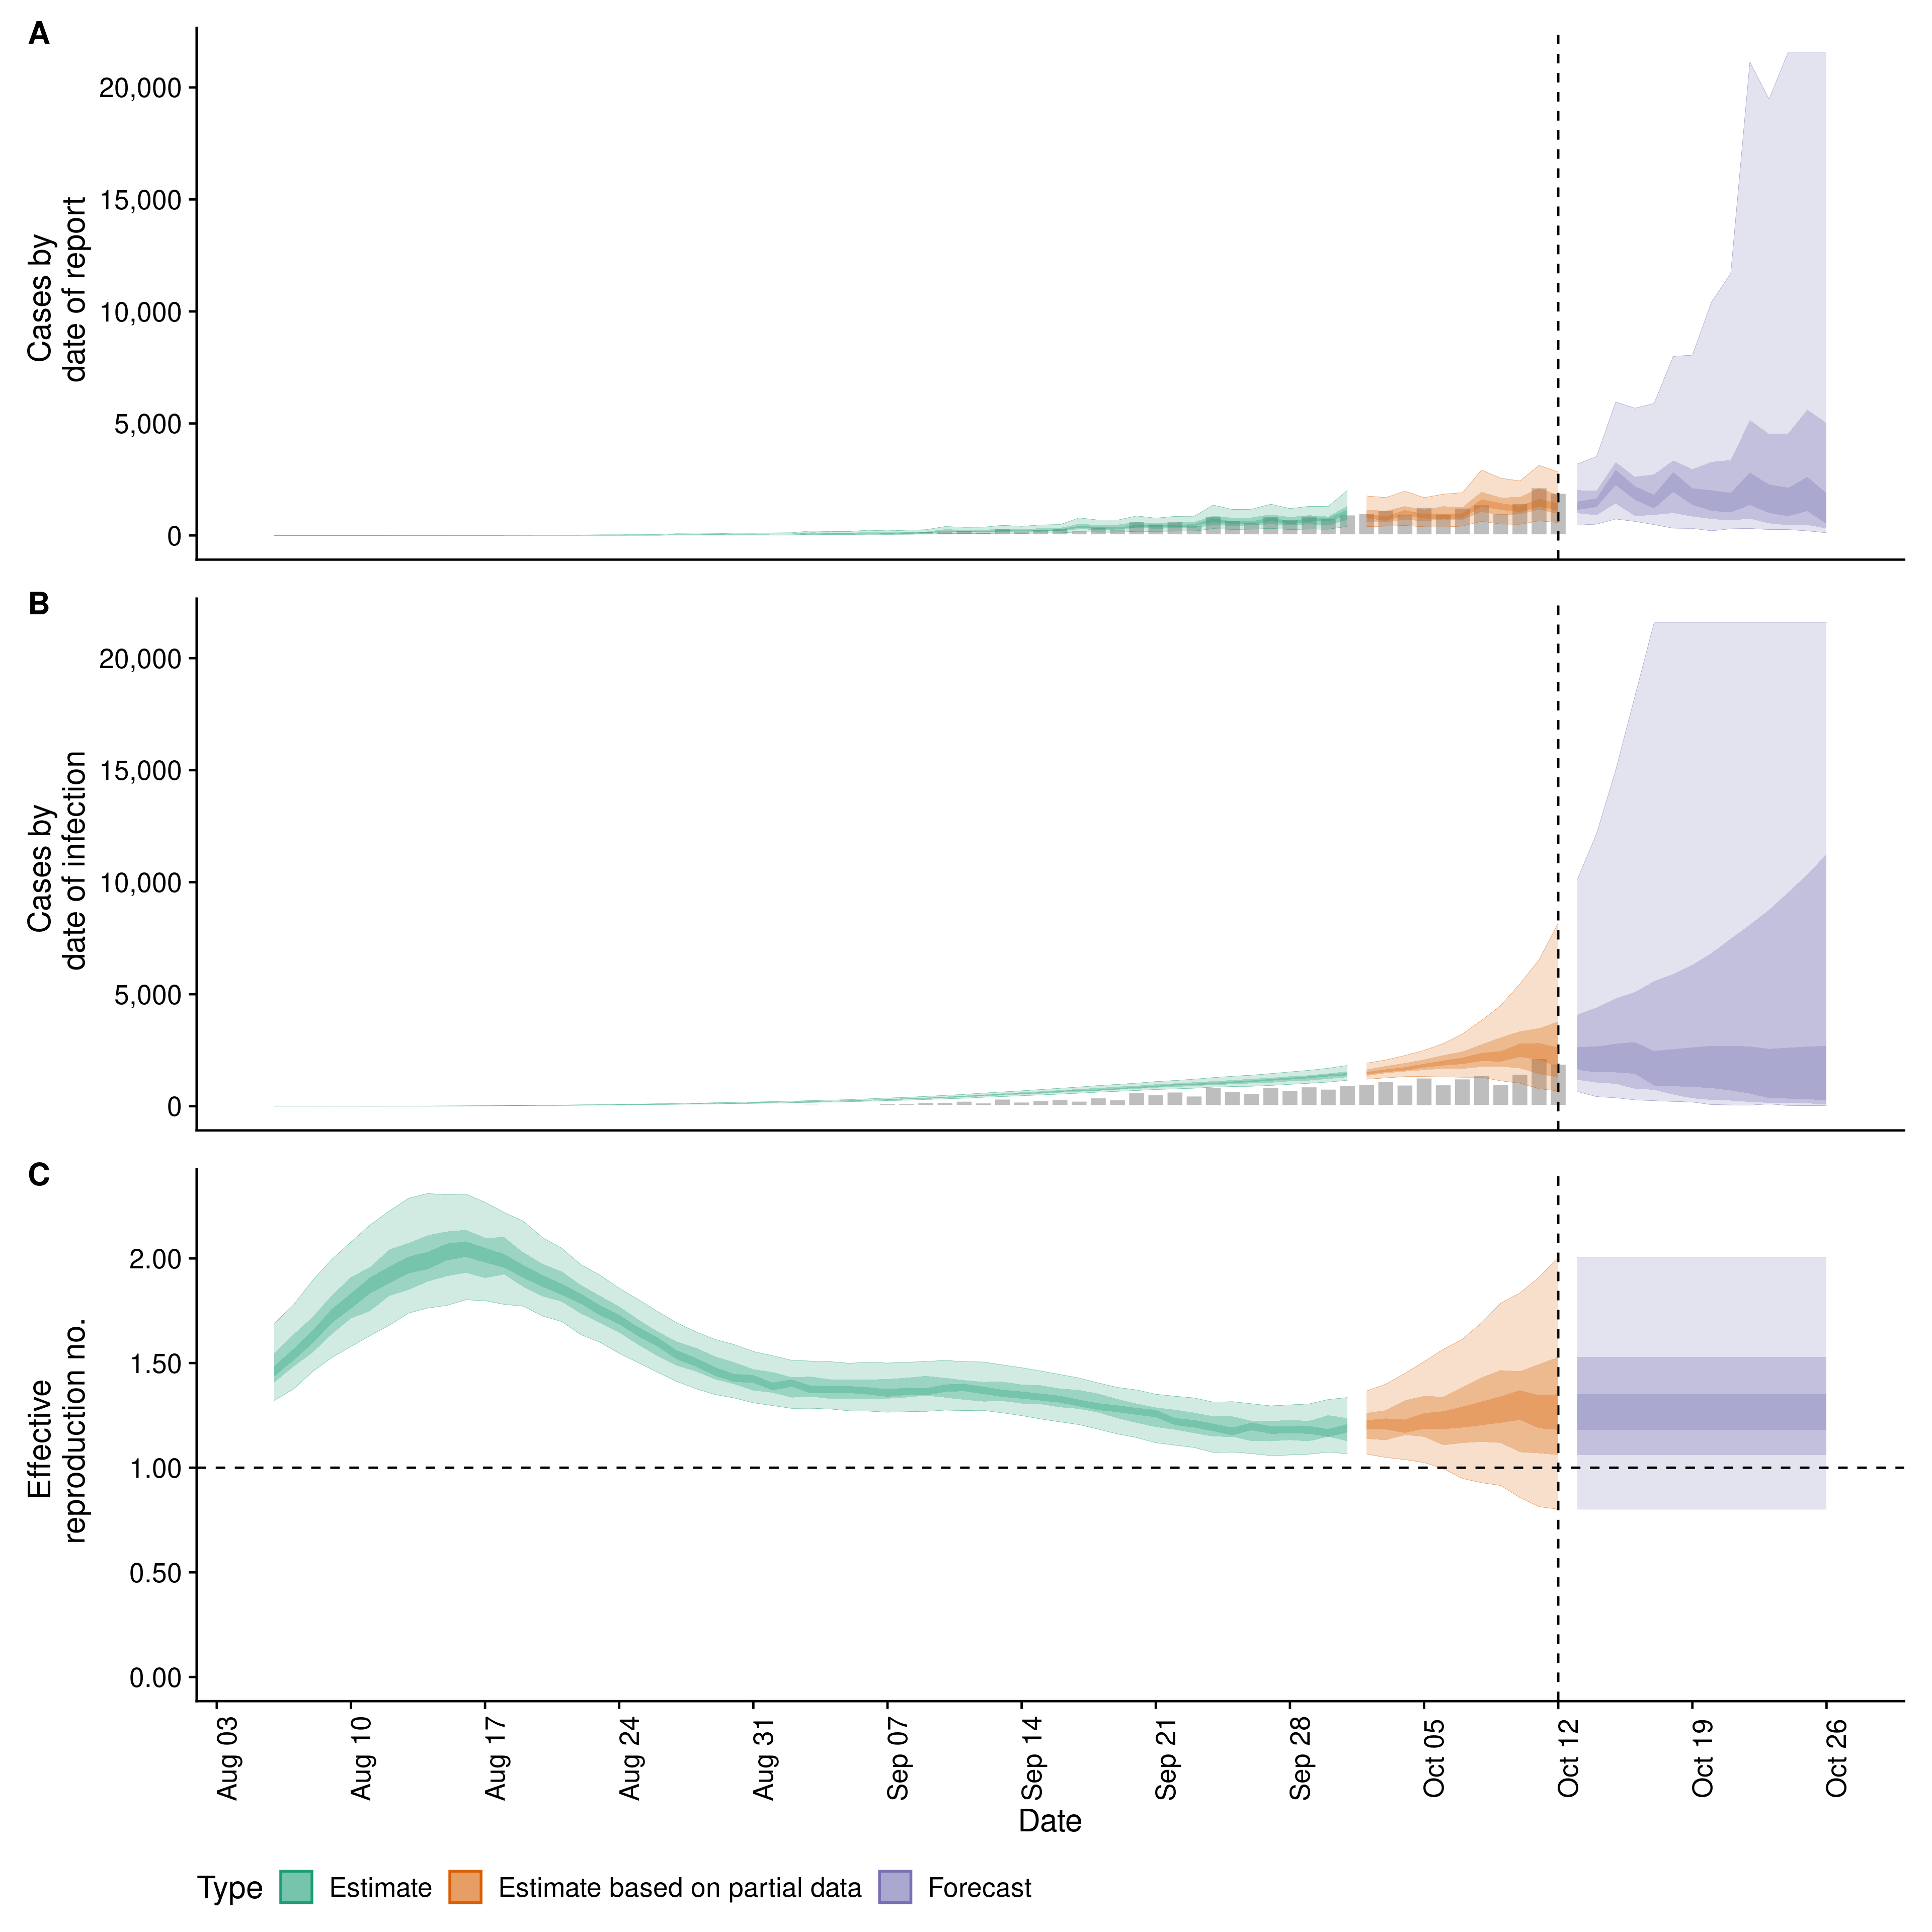 A
Cases by
date of report
20,000
15,000
10,000
5,000
0
B
Cases by
date of infection
20,000
15,000
10,000
5,000
0
C
Effective
reproduction no.
2.00
1.50
1.00
0.50
0.00
Aug 03
Aug 10
Aug 17
Aug 24
Aug 31
Sep 07
Sep 14
Sep 21
Sep 28
Oct 05
Oct 12
Oct 19
Oct 26
Date
Type Estimate Estimate based on partial data Forecast